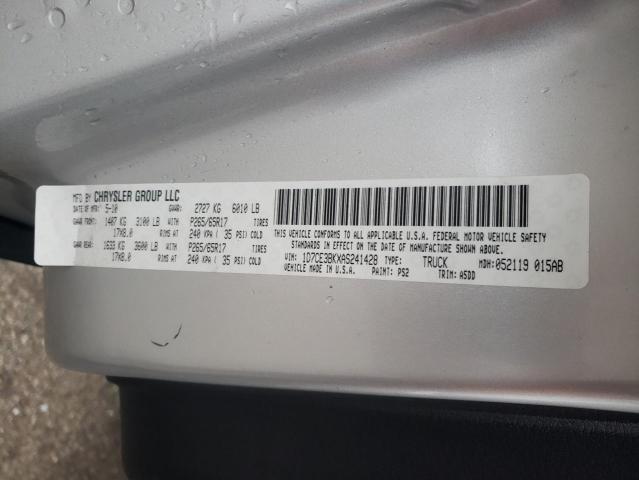 MFD BY CHRYSLER GROUP LLC
DATE OF MFR: 5-10 GVWR: 2727 KG 6010 LB
GAWR FRONT: 1407 KG 3100 LB WITH P265/65R17 TIRES
17X8.0 RIMS AT 240 KPA ( 35 PSI) COLD
GAWR REAR: 1633 KG 3600 LB WITH P265/65R17 TIRES
17X8.0 RIMS AT 240 KPA ( 35 PSI) COLD
THIS VEHICLE CONFORMS TO ALL APPLICABLE U.S.A. FEDERAL MOTOR VEHICLE SAFETY
STANDARDS IN EFFECT ON THE DATE OF MANUFACTURE SHOWN ABOVE.
VIN: 1D7CE3BKXAS241428 TYPE: TRUCK MDH: 052119 015AB
VEHICLE MADE IN U.S.A. PAINT: PS2 TRIM: A5DD